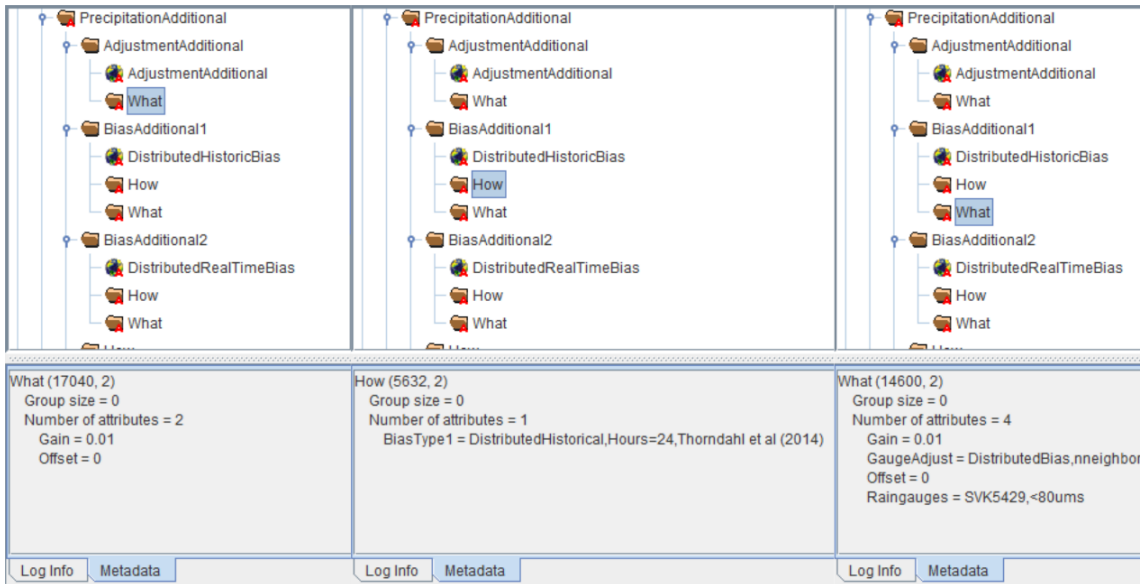 PrecipitationAdditional
AdjustmentAdditional
AdjustmentAdditional
What
BiasAdditional1
DistributedHistoricBias
How
What
BiasAdditional2
DistributedRealTimeBias
How
What
What (17040, 2)
Group size = 0
Number of attributes = 2
Gain = 0.01
Offset = 0
Log Info
Metadata
PrecipitationAdditional
AdjustmentAdditional
AdjustmentAdditional
What
BiasAdditional1
DistributedHistoricBias
How
What
BiasAdditional2
DistributedRealTimeBias
How
What
How (5632, 2)
Group size = 0
Number of attributes = 1
BiasType1 = DistributedHistorical,Hours=24,Thorndahl et al (2014)
Log Info
Metadata
PrecipitationAdditional
AdjustmentAdditional
AdjustmentAdditional
What
BiasAdditional1
DistributedHistoricBias
How
What
BiasAdditional2
DistributedRealTimeBias
How
What
What (14600, 2)
Group size = 0
Number of attributes = 4
Gain = 0.01
GaugeAdjust = DistributedBias,nneighbor
Offset = 0
Raingauges = SVK5429,<80ums
Log Info
Metadata